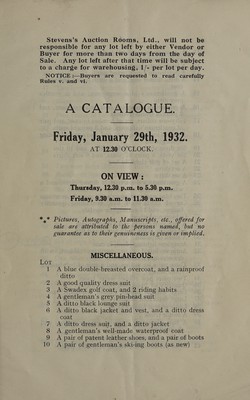 Stevens's Auction Rooms, Ltd., will not be
responsible for any lot left by either Vendor or
Buyer for more than two days from the day of
Sale. Any lot left after that time will be subject
to a charge for warehousing, 1/- per lot per day.
NOTICE:—Buyers are requested to read carefully
Rules v. and vi.
A CATALOGUE.
Friday, January 29th, 1932.
AT 12.30 O'CLOCK.
ON VIEW:
Thursday, 12.30 p.m. to 5.30 p.m.
Friday, 9.30 a.m. to 11.30 a.m.
*** Pictures, Autographs, Manuscripts, etc., offered for
sale are attributed to the persons named, but no
guarantee as to their genuineness is given or implied.
MISCELLANEOUS.
Lot
1 A blue double-breasted overcoat, and a rainproof
ditto
2 A good quality dress suit
3 A Swadex golf coat, and 2 riding habits
4 A gentleman's grey pin-head suit
5 A ditto black lounge suit
6 A ditto black jacket and vest, and a ditto dress
coat
7 A ditto dress suit, and a ditto jacket
8 A gentleman's well-made waterproof coat
9 A pair of patent leather shoes, and a pair of boots
10 A pair of gentleman's ski-ing boots (as new)